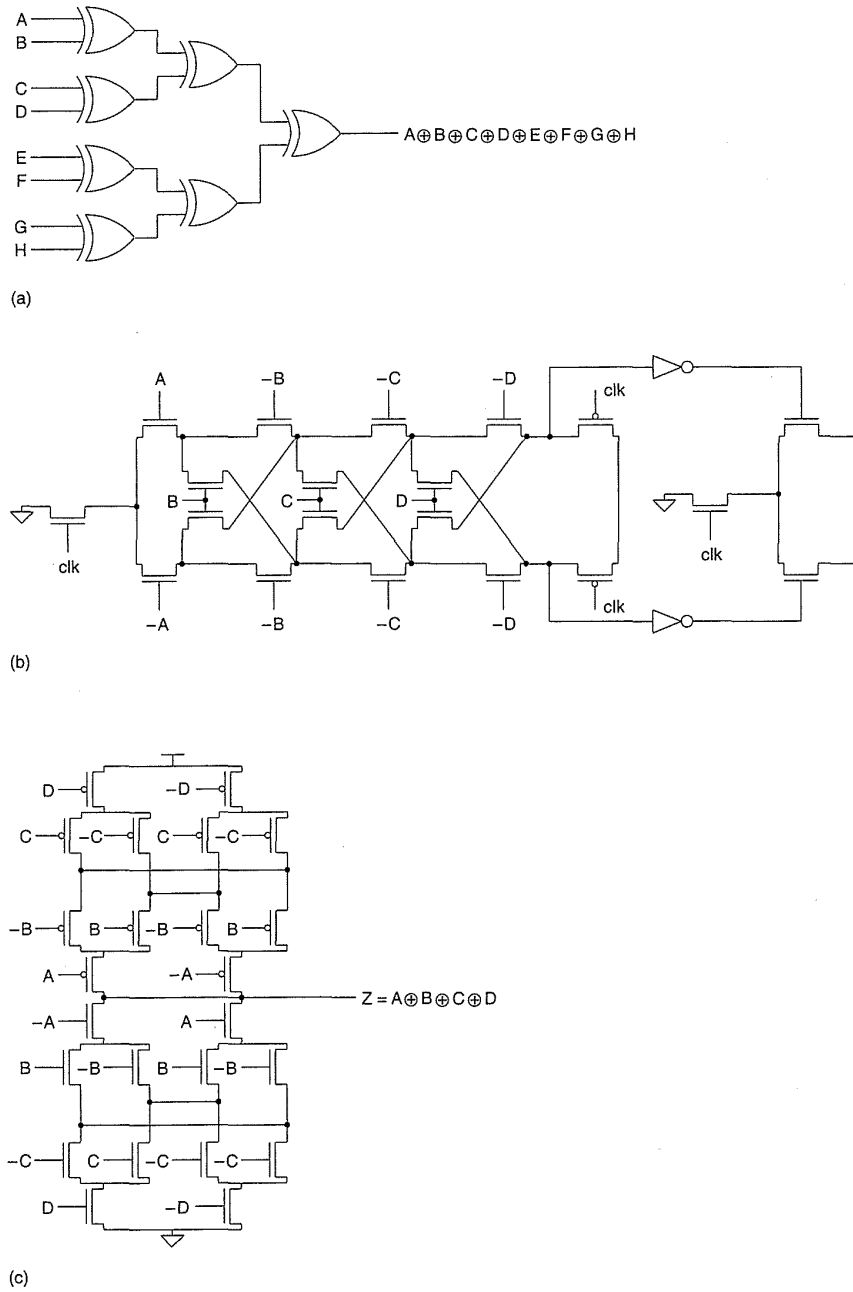 A
B
C
D
A⊕B⊕C⊕D⊕E⊕F⊕G⊕H
E
F
G
H
(a)
A –B –C –D
clk
B C D
clk clk
clk
–A –B –C –D
(b)
D –D
C –C C –C
–B B –B B
A –A
Z = A⊕B⊕C⊕D
–A A
B –B B –B
–C C –C –C
D –D
(c)